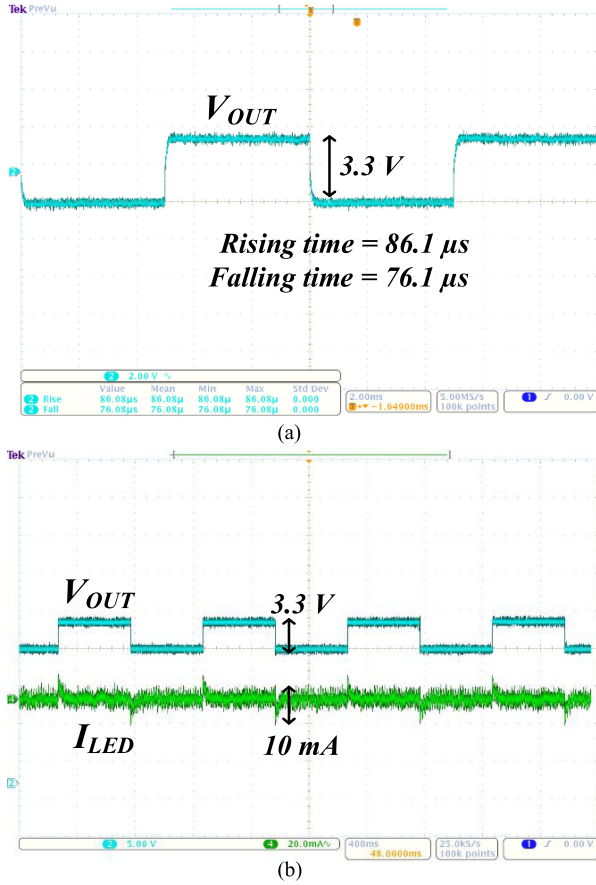 Tek PreVu
V_OUT
3.3 V
Rising time = 86.1 µs
Falling time = 76.1 µs
2 2.00 V
Value Mean Min Max Std Dev
2 Rise 86.08µs 86.08µ 86.08µ 86.08µ 0.000
2 Fall 76.08µs 76.08µ 76.08µ 76.08µ 0.000
2.00ms
T→▼ −1.64900ms
5.00MS/s
100k points
1 0.00 V
(a)
Tek PreVu
V_OUT
3.3 V
I_LED
10 mA
2 5.00 V
4 20.0mA
400ms
48.0000ms
25.0kS/s
100k points
1 0.00 V
(b)